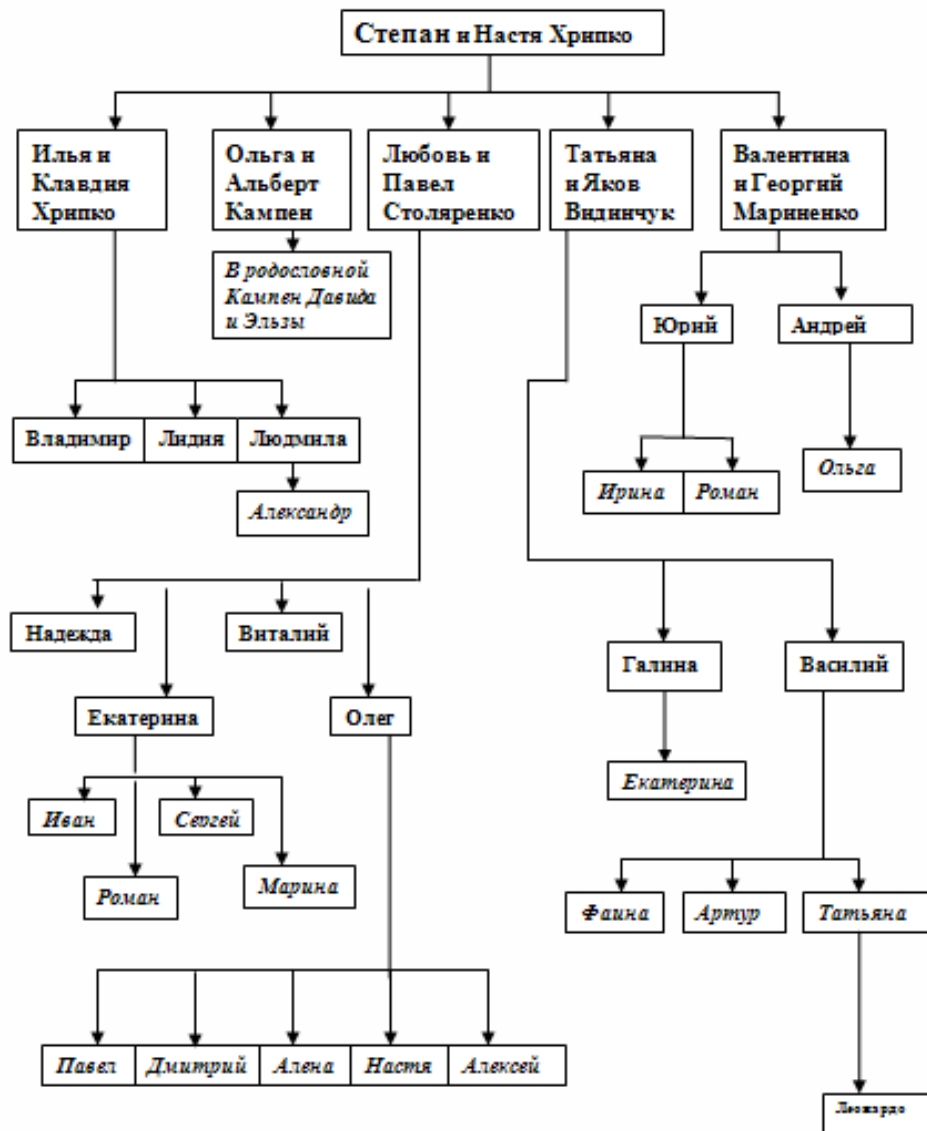 Степан и Настя Хрипко
Илья и
Клавдия
Хрипко
Ольга и
Альберт
Кампен
Любовь и
Павел
Столяренко
Татьяна
и Яков
Видинчук
Валентина
и Георгий
Мариненко
В родословной
Кампен Давида
и Эльзы
Юрий
Андрей
Владимир
Лидия
Людмила
Ирина
Роман
Ольга
Александр
Надежда
Виталий
Галина
Василий
Екатерина
Олег
Екатерина
Иван
Сергей
Роман
Марина
Фаина
Артур
Татьяна
Павел
Дмитрий
Алена
Настя
Алексей
Леонардо